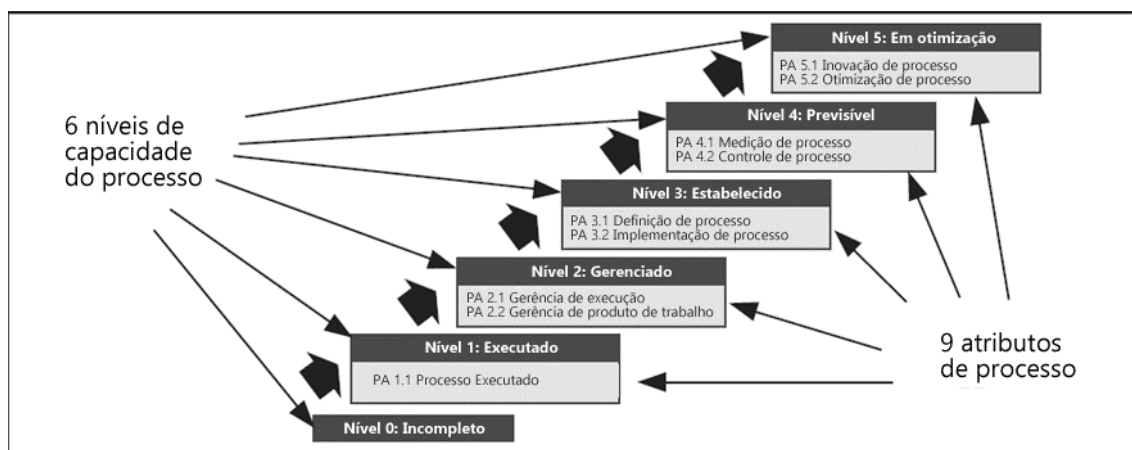 Nível 5: Em otimização
PA 5.1 Inovação de processo
PA 5.2 Otimização de processo
Nível 4: Previsível
PA 4.1 Medição de processo
PA 4.2 Controle de processo
6 níveis de
capacidade
do processo
Nível 3: Estabelecido
PA 3.1 Definição de processo
PA 3.2 Implementação de processo
Nível 2: Gerenciado
PA 2.1 Gerência de execução
PA 2.2 Gerência de produto de trabalho
9 atributos
de processo
Nível 1: Executado
PA 1.1 Processo Executado
Nível 0: Incompleto